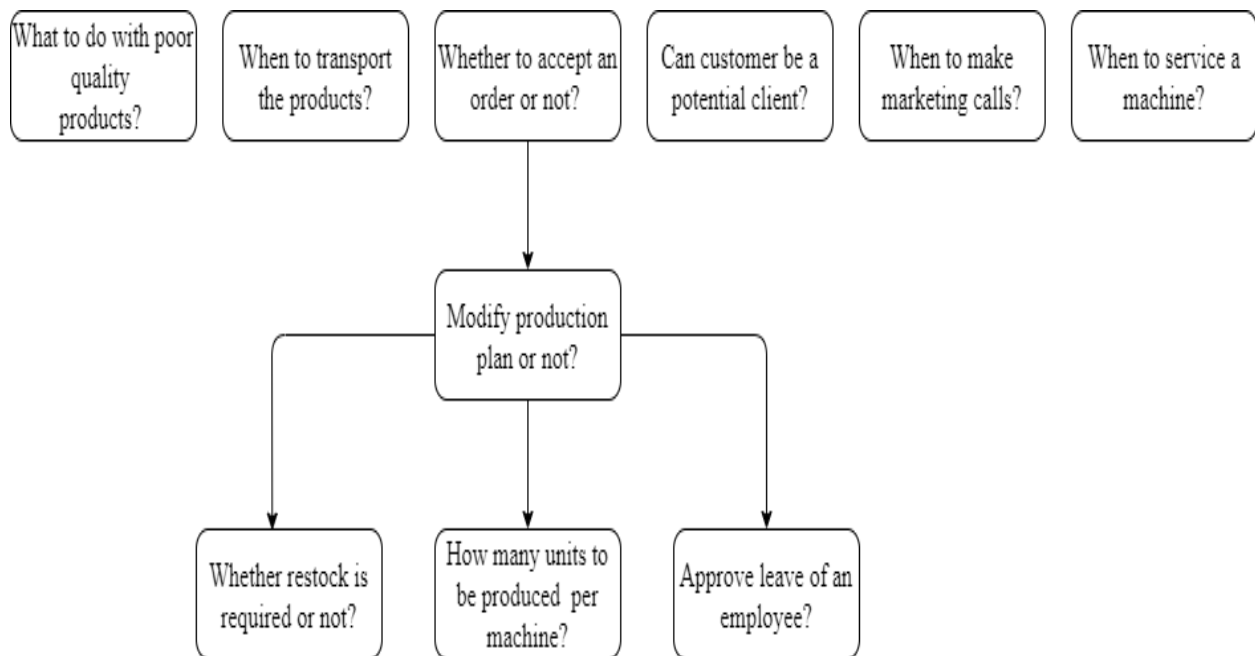 What to do with poor
quality
products?
When to transport
the products?
Whether to accept an
order or not?
Can customer be a
potential client?
When to make
marketing calls?
When to service a
machine?
Modify production
plan or not?
Whether restock is
required or not?
How many units to
be produced per
machine?
Approve leave of an
employee?